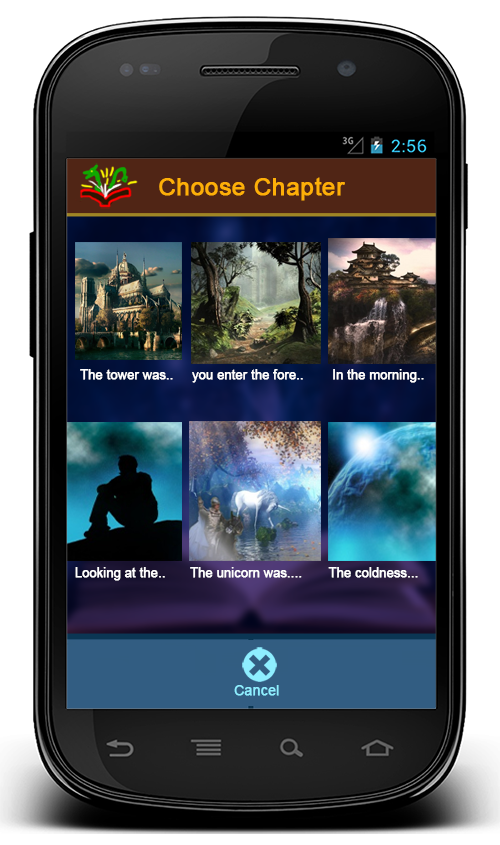 3G 2:56
Choose Chapter
The tower was..
you enter the fore..
In the morning..
Looking at the..
The unicorn was....
The coldness...
Cancel